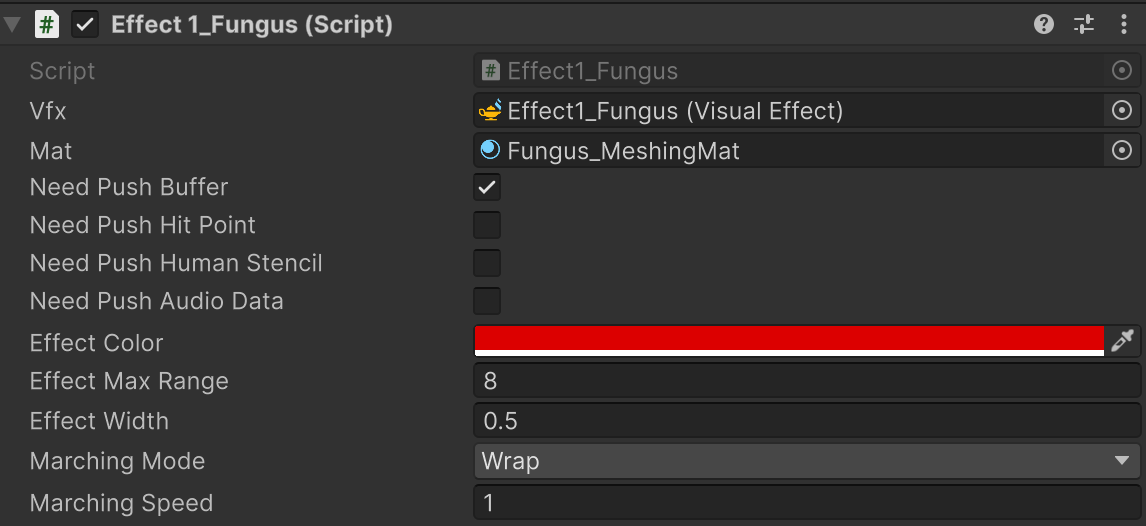 Effect 1_Fungus (Script)
Script Effect1_Fungus
Vfx Effect1_Fungus (Visual Effect)
Mat Fungus_MeshingMat
Need Push Buffer
Need Push Hit Point
Need Push Human Stencil
Need Push Audio Data
Effect Color
Effect Max Range 8
Effect Width 0.5
Marching Mode Wrap
Marching Speed 1